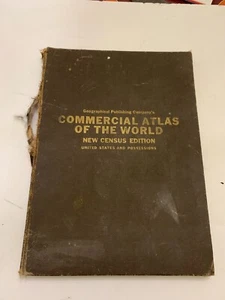 Geographical Publishing Company's
COMMERCIAL ATLAS
OF THE WORLD
NEW CENSUS EDITION
UNITED STATES AND POSSESSIONS